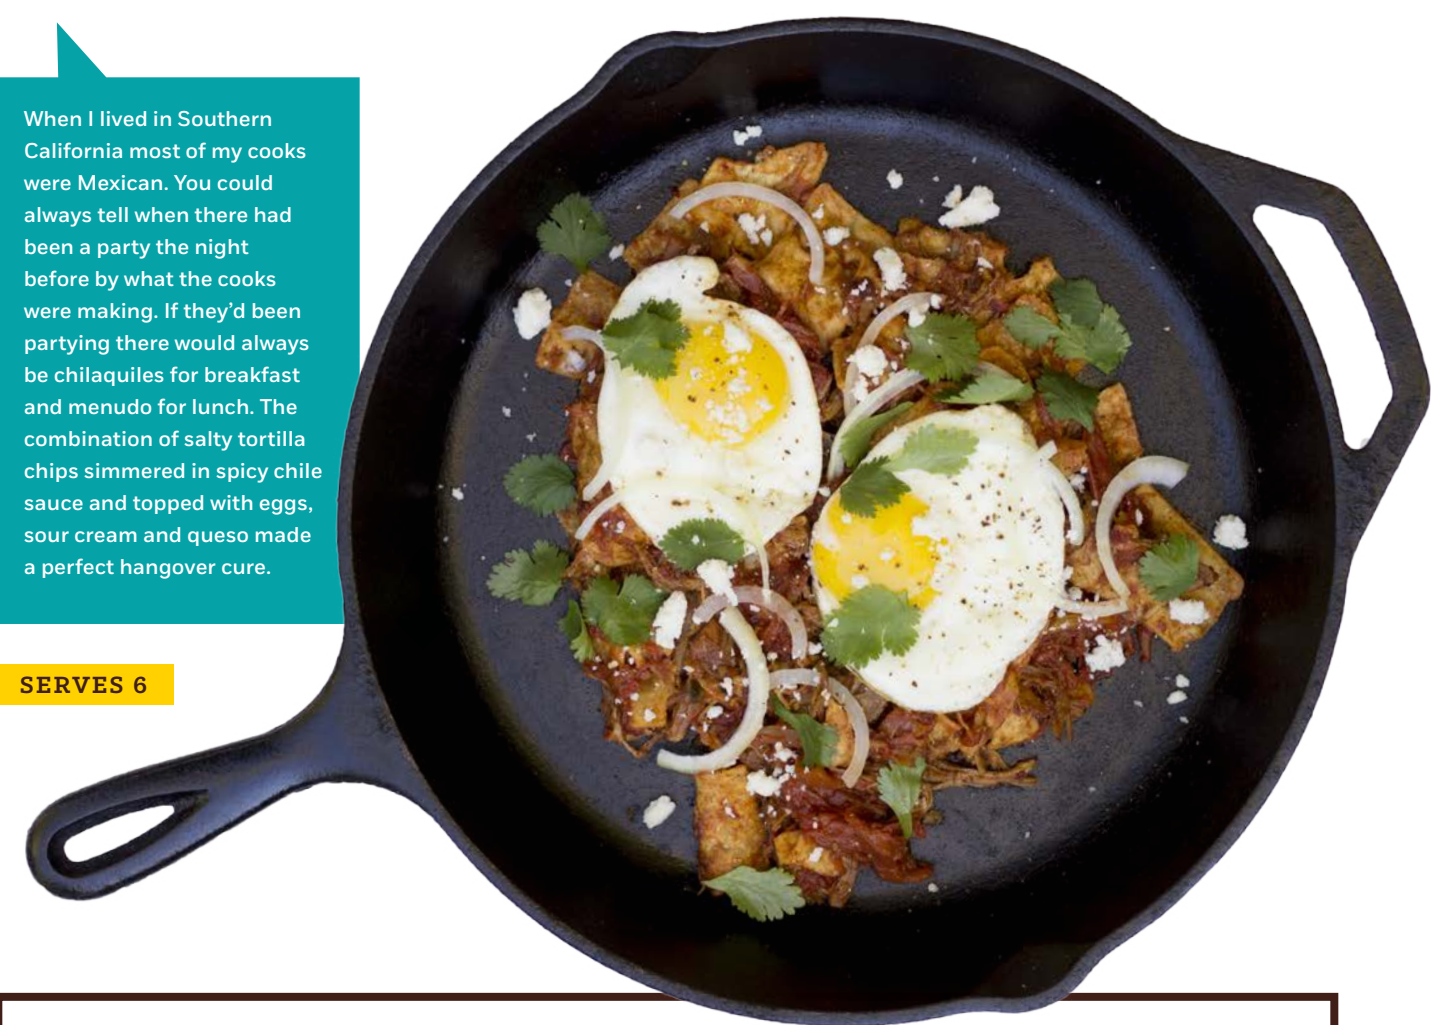 When I lived in Southern
California most of my cooks
were Mexican. You could
always tell when there had
been a party the night
before by what the cooks
were making. If they’d been
partying there would always
be chilaquiles for breakfast
and menudo for lunch. The
combination of salty tortilla
chips simmered in spicy chile
sauce and topped with eggs,
sour cream and queso made
a perfect hangover cure.
SERVES 6